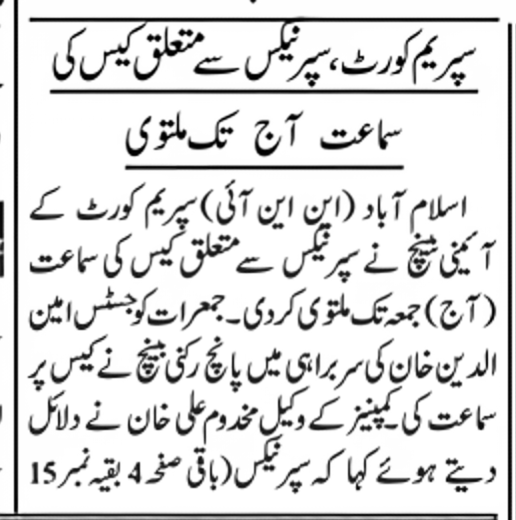 سپریم کورٹ، سپر ٹیکس سے متعلق کیس کی
سماعت آج تک ملتوی
اسلام آباد (این این آئی) سپریم کورٹ کے
آئینی بینچ نے سپر ٹیکس سے متعلق کیس کی سماعت
(آج) جمعہ تک ملتوی کردی۔ جمعرات کو جسٹس امین
الدین خان کی سربراہی میں پانچ رکنی بینچ نے کیس پر
سماعت کی۔ کمپنیز کے وکیل مخدوم علی خان نے دلائل
دیتے ہوئے کہا کہ سپر ٹیکس (باقی صفحہ 4 بقیہ نمبر 15